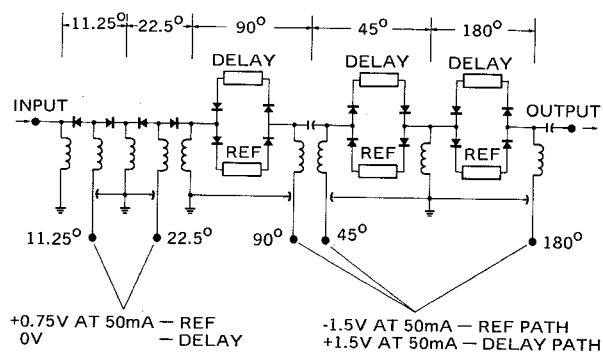 11.25° 22.5° 90° 45° 180°
DELAY DELAY DELAY
INPUT OUTPUT
REF REF REF
11.25° 22.5° 90° 45° 180°
+0.75V AT 50mA — REF
0V — DELAY
-1.5V AT 50mA — REF PATH
+1.5V AT 50mA — DELAY PATH